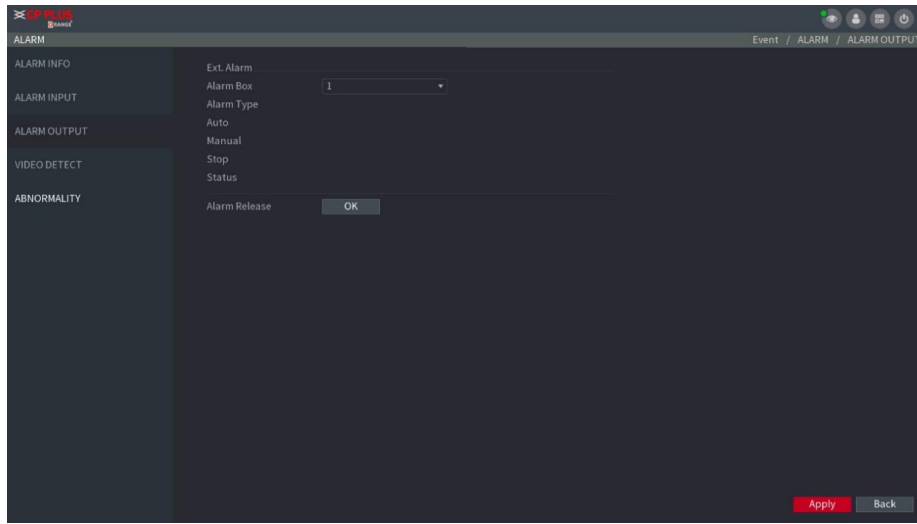 CP PLUS
ORANGE
ALARM
Event / ALARM / ALARM OUTPUT
ALARM INFO
ALARM INPUT
ALARM OUTPUT
VIDEO DETECT
ABNORMALITY
Ext. Alarm
Alarm Box 1
Alarm Type
Auto
Manual
Stop
Status
Alarm Release OK
Apply Back